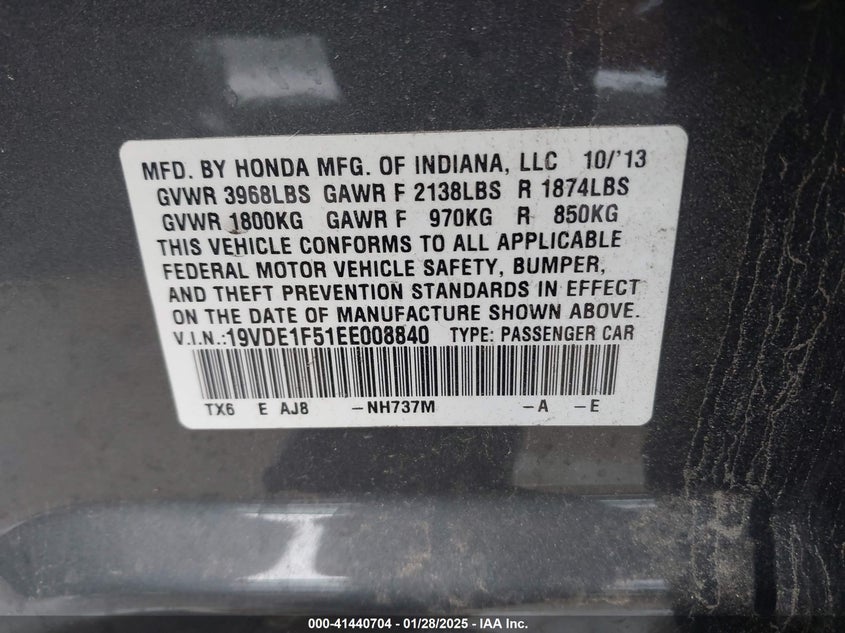 MFD. BY HONDA MFG. OF INDIANA, LLC 10/'13
GVWR 3968LBS GAWR F 2138LBS R 1874LBS
GVWR 1800KG GAWR F 970KG R 850KG
THIS VEHICLE CONFORMS TO ALL APPLICABLE
FEDERAL MOTOR VEHICLE SAFETY, BUMPER,
AND THEFT PREVENTION STANDARDS IN EFFECT
ON THE DATE OF MANUFACTURE SHOWN ABOVE.
V.I.N.:19VDE1F51EE008840 TYPE: PASSENGER CAR
TX6 E AJ8 –NH737M –A –E
000-41440704 | 01/28/2025 - IAA Inc.